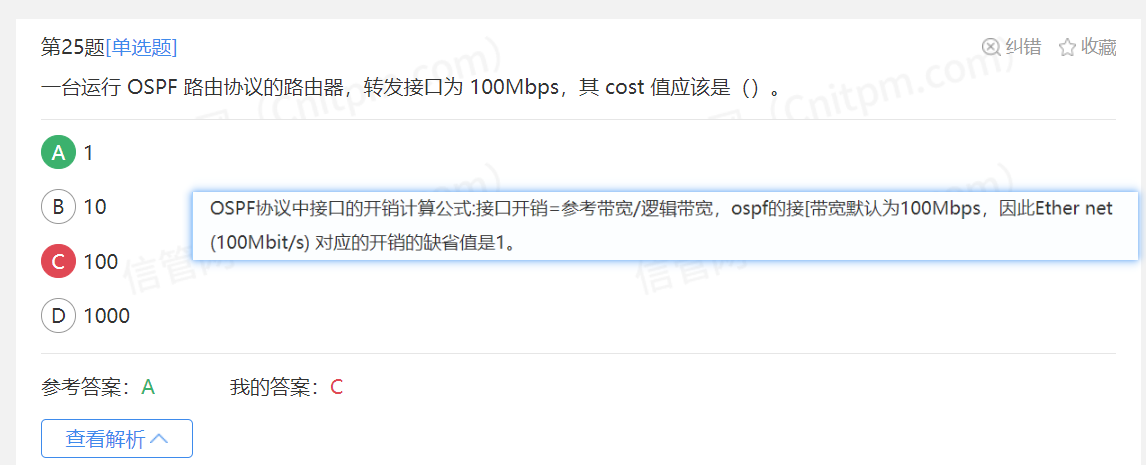 第25题[单选题]
纠错 收藏
一台运行 OSPF 路由协议的路由器，转发接口为 100Mbps，其 cost 值应该是（）。
A 1
B 10
OSPF协议中接口的开销计算公式:接口开销=参考带宽/逻辑带宽，ospf的接[带宽默认为100Mbps，因此Ether net
(100Mbit/s) 对应的开销的缺省值是1。
C 100
D 1000
参考答案： A 我的答案： C
查看解析
信管网
信管网
(Cnitpm.com)
(Cnitpm.com)